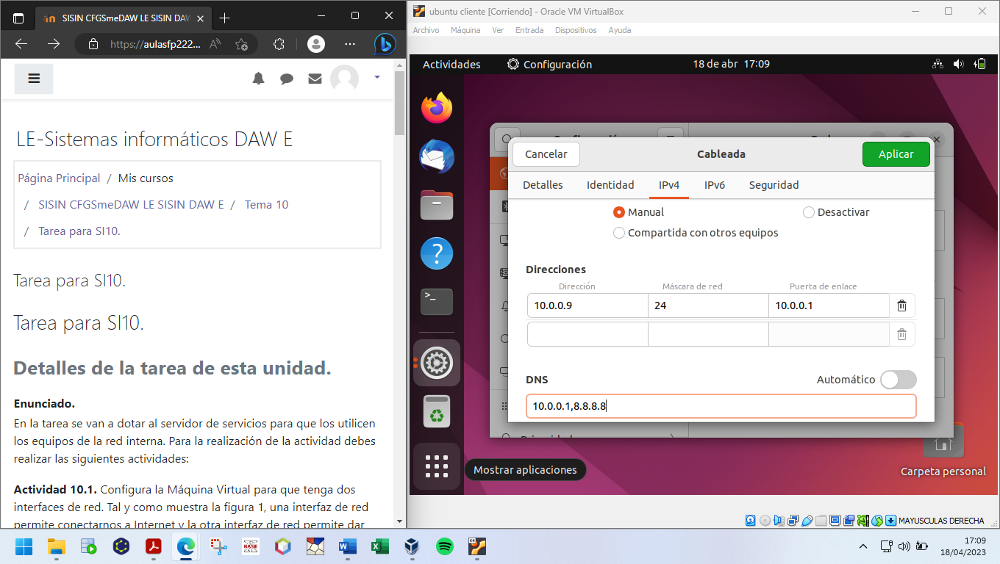 SISIN CFGSmeDAW LE SISIN DAW
https://aulasfp222...
LE-Sistemas informáticos DAW E
Página Principal / Mis cursos
/ SISIN CFGSmeDAW LE SISIN DAW E / Tema 10
/ Tarea para SI10.
Tarea para SI10.
Tarea para SI10.
Detalles de la tarea de esta unidad.
Enunciado.
En la tarea se van a dotar al servidor de servicios para que los utilicen
los equipos de la red interna. Para la realización de la actividad debes
realizar las siguientes actividades:
Actividad 10.1. Configura la Máquina Virtual para que tenga dos
interfaces de red. Tal y como muestra la figura 1, una interfaz de red
permite conectarnos a Internet y la otra interfaz de red permite dar
ubuntu cliente [Corriendo] - Oracle VM VirtualBox
Archivo Máquina Ver Entrada Dispositivos Ayuda
Actividades Configuración 18 de abr 17:09
Cancelar Cableada Aplicar
Detalles Identidad IPv4 IPv6 Seguridad
Manual Desactivar
Compartida con otros equipos
Direcciones
Dirección Máscara de red Puerta de enlace
10.0.0.9 24 10.0.0.1
DNS Automático
10.0.0.1,8.8.8.8
Mostrar aplicaciones
Carpeta personal
MAYUSCULAS DERECHA
17:09
18/04/2023